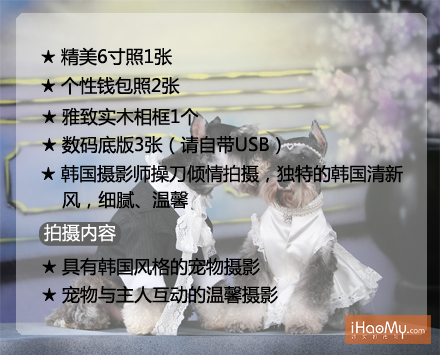 ★ 精美6寸照1张
★ 个性钱包照2张
★ 雅致实木相框1个
★ 数码底版3张（请自带USB）
★ 韩国摄影师操刀倾情拍摄，独特的韩国清新
风，细腻、温馨
拍摄内容
★ 具有韩国风格的宠物摄影
★ 宠物与主人互动的温馨摄影
iHaoMy.com